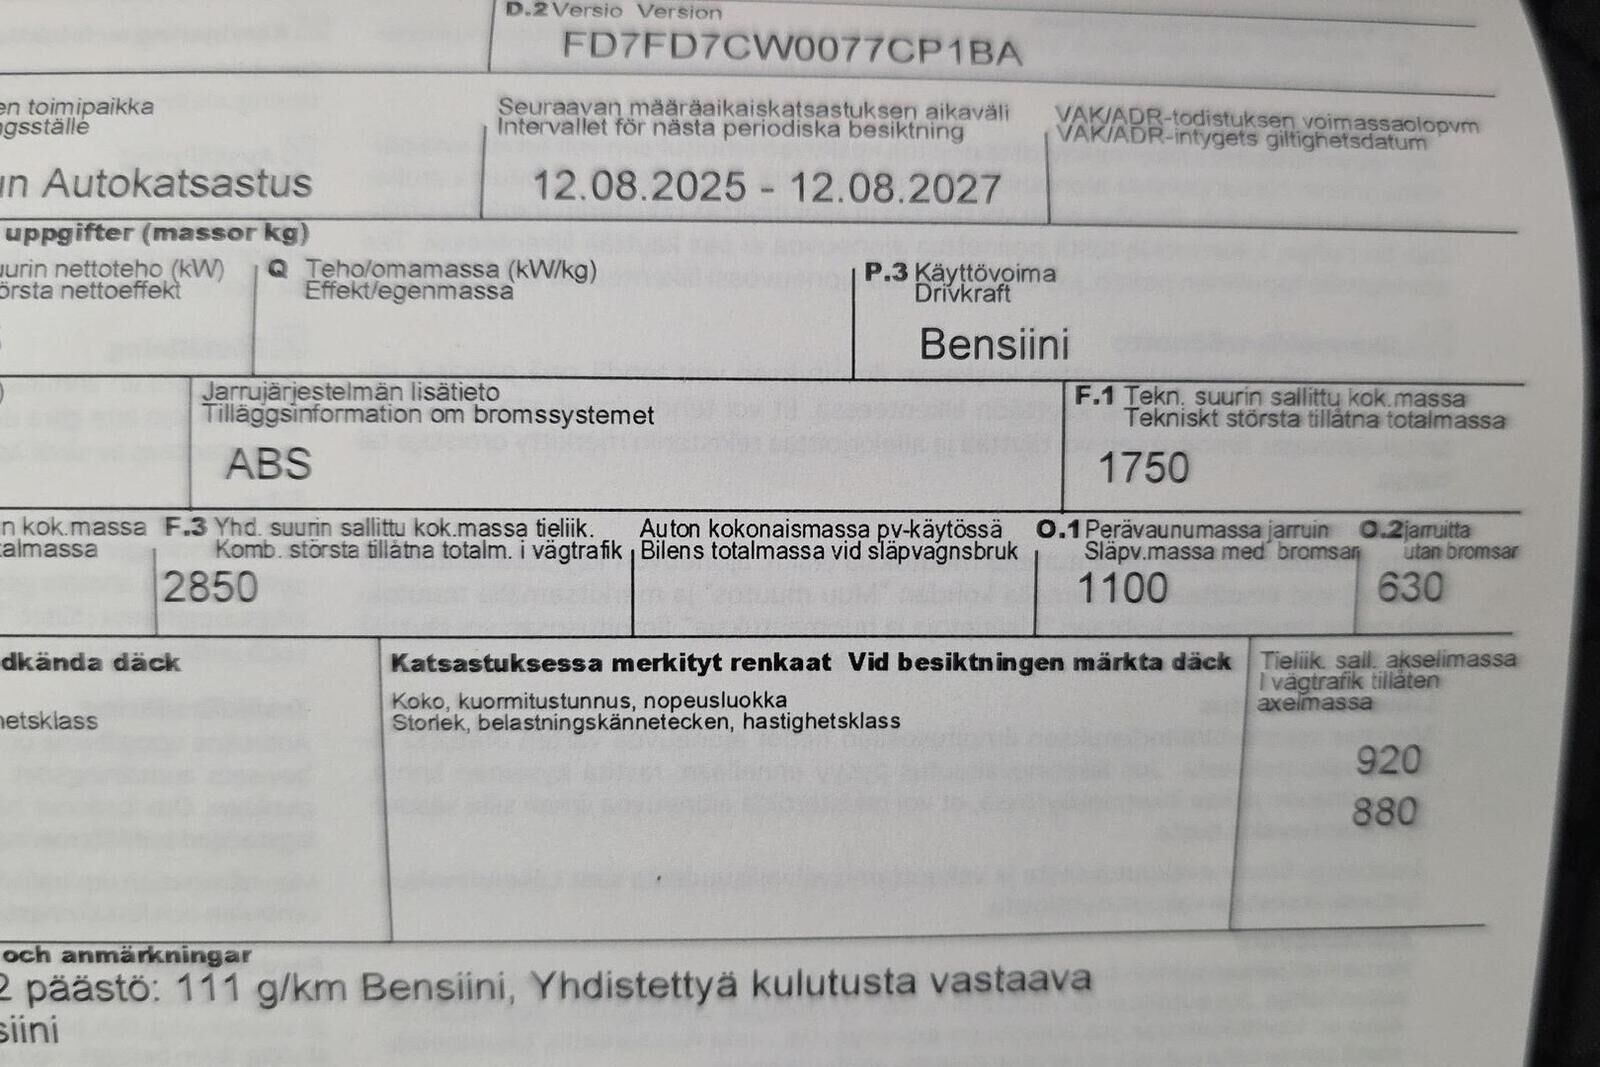 D.2 Versio Version
FD7FD7CW0077CP1BA
en toimipaikka
gsställe
in Autokatsastus
Seuraavan määräaikaiskatsastuksen aikaväli
Intervallet för nästa periodiska besiktning
12.08.2025 - 12.08.2027
VAK/ADR-todistuksen voimassaolopvm
VAK/ADR-intygets giltighetsdatum
uppgifter (massor kg)
uurin nettoteho (kW)
örsta nettoeffekt
Q Teho/omamassa (kW/kg)
Effekt/egenmassa
P.3 Käyttövoima
Drivkraft
Bensiini
)
Jarrujärjestelmän lisätieto
Tilläggsinformation om bromssystemet
ABS
F.1 Tekn. suurin sallittu kok.massa
Tekniskt största tillåtna totalmassa
1750
n kok.massa
talmassa
F.3 Yhd. suurin sallittu kok.massa tieliik.
Komb. största tillåtna totalm. i vägtrafik
2850
Auton kokonaismassa pv-käytössä
Bilens totalmassa vid släpvagnsbruk
O.1 Perävaunumassa jarruin
Släpv.massa med bromsar
1100
O.2 jarruitta
utan bromsar
630
dkända däck
hetsklass
Katsastuksessa merkityt renkaat Vid besiktningen märkta däck
Koko, kuormitustunnus, nopeusluokka
Storlek, belastningskännetecken, hastighetsklass
Tieliik. sall. akselimassa
I vägtrafik tillåten
axelmassa
920
880
och anmärkningar
2 päästö: 111 g/km Bensiini, Yhdistettyä kulutusta vastaava
siini